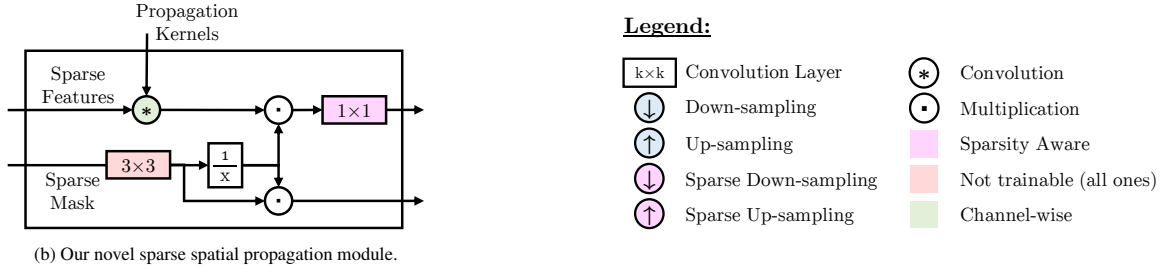 Propagation
Kernels
Sparse
Features
*
·
1×1
3×3
1
x
Sparse
Mask
·
(b) Our novel sparse spatial propagation module.
Legend:
k×k Convolution Layer
↓ Down-sampling
↑ Up-sampling
↓ Sparse Down-sampling
↑ Sparse Up-sampling
* Convolution
· Multiplication
Sparsity Aware
Not trainable (all ones)
Channel-wise